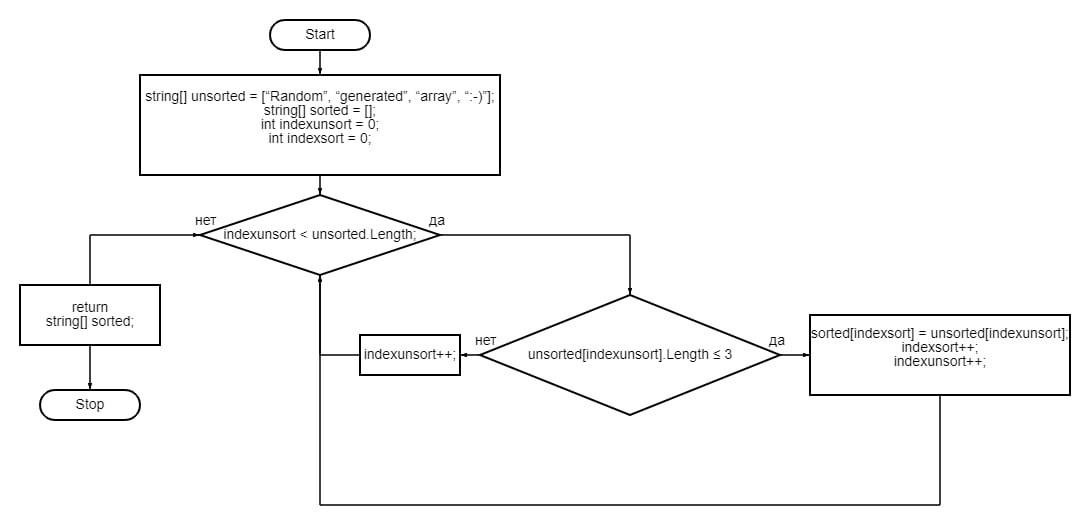 Start
string[] unsorted = [“Random”, “generated”, “array”, “:-)”];
string[] sorted = [];
int indexunsort = 0;
int indexsort = 0;
нет
да
indexunsort < unsorted.Length;
return
string[] sorted;
indexunsort++;
нет
unsorted[indexunsort].Length ≤ 3
да
sorted[indexsort] = unsorted[indexunsort];
indexsort++;
indexunsort++;
Stop